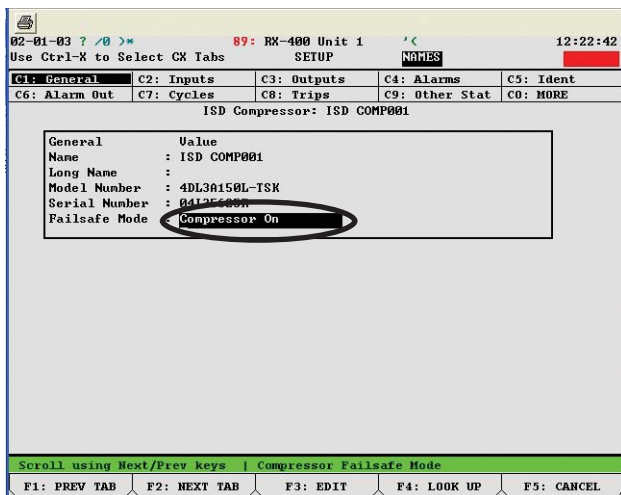 02-01-03 ? /0 )* 89: RX-400 Unit 1 '< 12:22:42
Use Ctrl-X to Select CX Tabs SETUP NAMES
C1: General C2: Inputs C3: Outputs C4: Alarms C5: Ident
C6: Alarm Out C7: Cycles C8: Trips C9: Other Stat C0: MORE
ISD Compressor: ISD COMP001
General Value
Name : ISD COMP001
Long Name :
Model Number : 4DL3A150L-TSK
Serial Number :
Failsafe Mode : Compressor On
Scroll using Next/Prev keys | Compressor Failsafe Mode
F1: PREV TAB F2: NEXT TAB F3: EDIT F4: LOOK UP F5: CANCEL